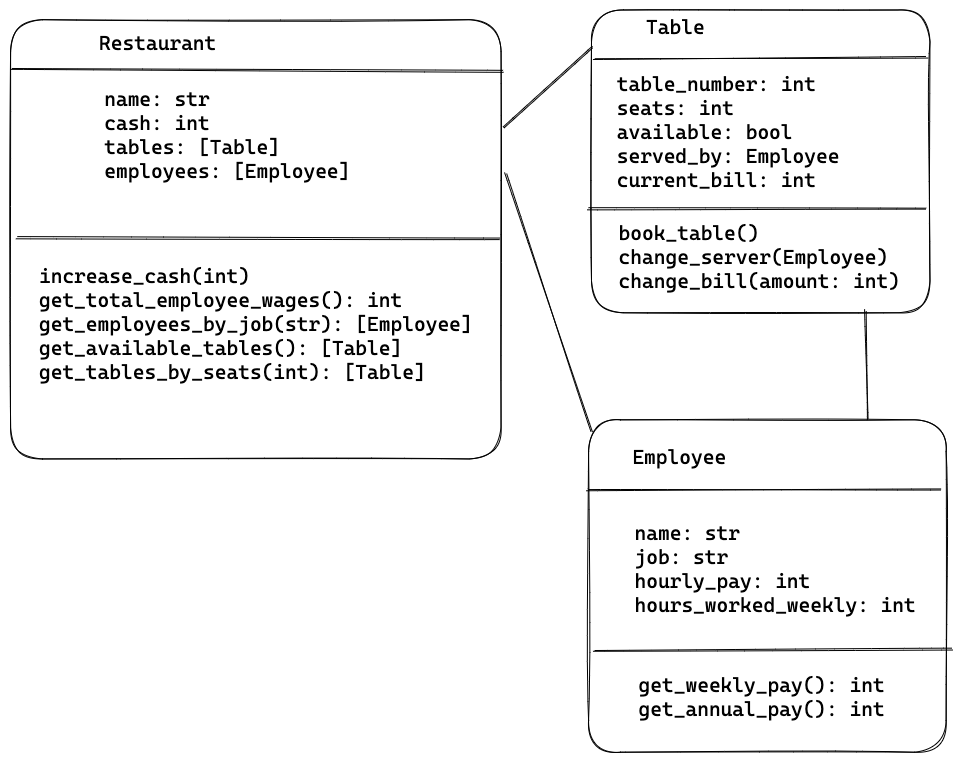 Restaurant
name: str
cash: int
tables: [Table]
employees: [Employee]
increase_cash(int)
get_total_employee_wages(): int
get_employees_by_job(str): [Employee]
get_available_tables(): [Table]
get_tables_by_seats(int): [Table]
Table
table_number: int
seats: int
available: bool
served_by: Employee
current_bill: int
book_table()
change_server(Employee)
change_bill(amount: int)
Employee
name: str
job: str
hourly_pay: int
hours_worked_weekly: int
get_weekly_pay(): int
get_annual_pay(): int